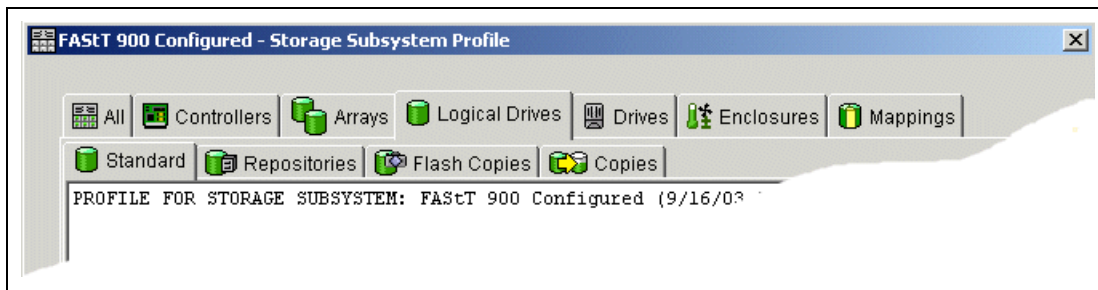 FAStT 900 Configured - Storage Subsystem Profile
All Controllers Arrays Logical Drives Drives Enclosures Mappings
Standard Repositories Flash Copies Copies
PROFILE FOR STORAGE SUBSYSTEM: FAStT 900 Configured (9/16/03